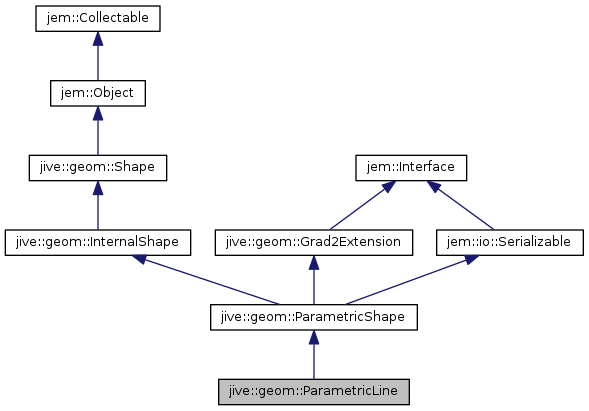 jem::Collectable
jem::Object
jive::geom::Shape
jem::Interface
jive::geom::InternalShape
jive::geom::Grad2Extension
jem::io::Serializable
jive::geom::ParametricShape
jive::geom::ParametricLine